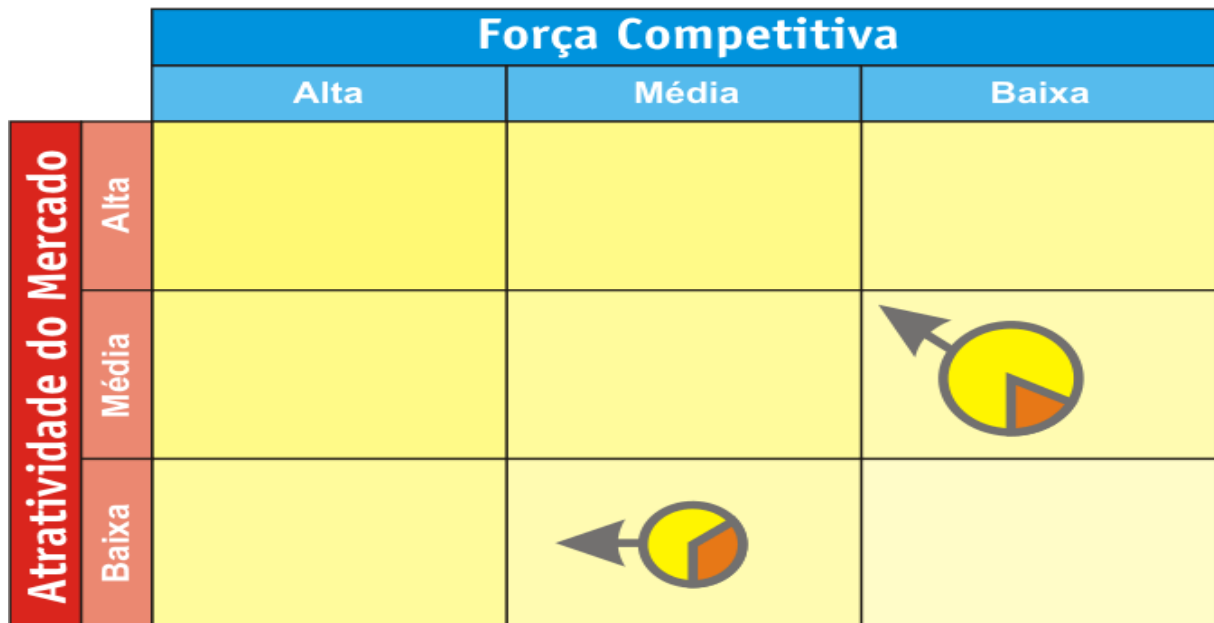 Força Competitiva
Alta Média Baixa
Atratividade do Mercado
Alta
Média
Baixa